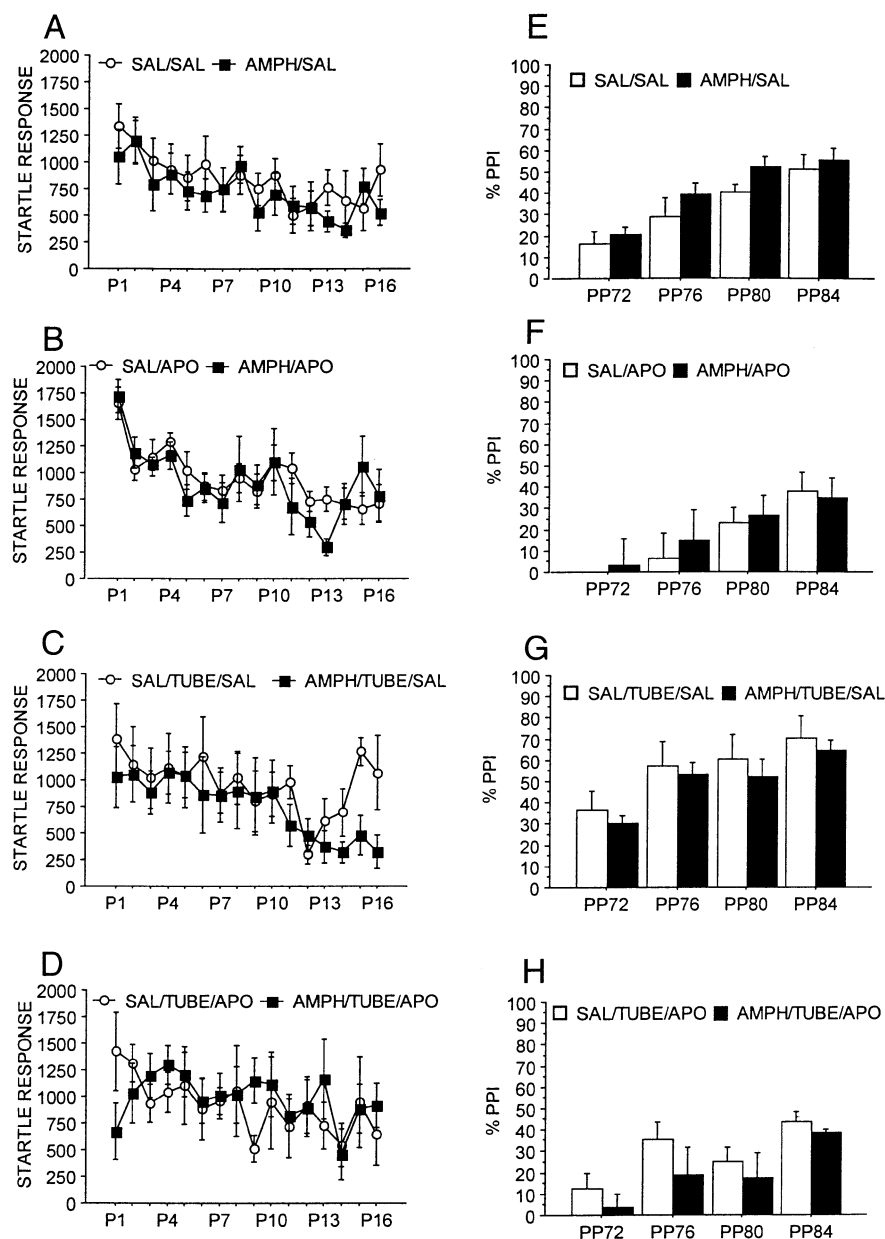 A
SAL/SAL AMPH/SAL
STARTLE RESPONSE
2000
1750
1500
1250
1000
750
500
250
0
P1 P4 P7 P10 P13 P16
E
SAL/SAL AMPH/SAL
% PPI
100
90
80
70
60
50
40
30
20
10
0
PP72 PP76 PP80 PP84
B
SAL/APO AMPH/APO
STARTLE RESPONSE
2000
1750
1500
1250
1000
750
500
250
0
P1 P4 P7 P10 P13 P16
F
SAL/APO AMPH/APO
% PPI
100
90
80
70
60
50
40
30
20
10
0
PP72 PP76 PP80 PP84
C
SAL/TUBE/SAL AMPH/TUBE/SAL
STARTLE RESPONSE
2000
1750
1500
1250
1000
750
500
250
0
P1 P4 P7 P10 P13 P16
G
SAL/TUBE/SAL AMPH/TUBE/SAL
% PPI
100
90
80
70
60
50
40
30
20
10
0
PP72 PP76 PP80 PP84
D
SAL/TUBE/APO AMPH/TUBE/APO
STARTLE RESPONSE
2000
1750
1500
1250
1000
750
500
250
0
P1 P4 P7 P10 P13 P16
H
SAL/TUBE/APO AMPH/TUBE/APO
% PPI
100
90
80
70
60
50
40
30
20
10
0
PP72 PP76 PP80 PP84